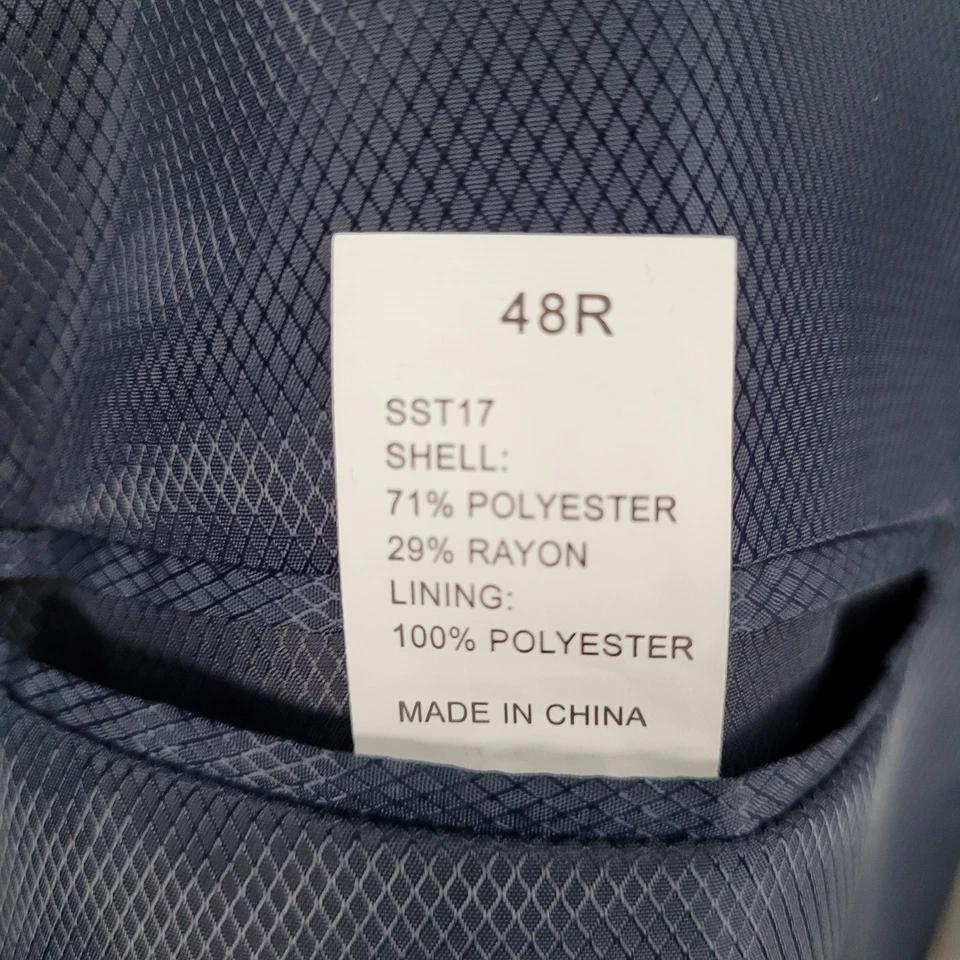 48R
SST17
SHELL:
71% POLYESTER
29% RAYON
LINING:
100% POLYESTER
MADE IN CHINA